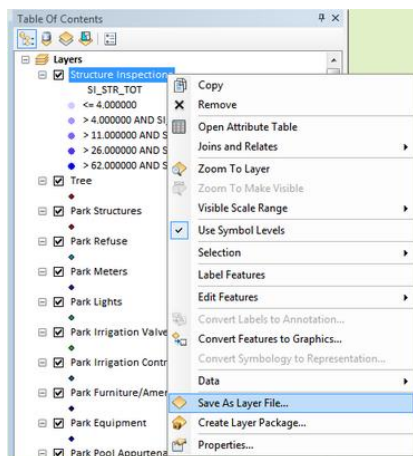 Table Of Contents
Layers
Structure Inspections
SI_STR_TOT
<= 4.000000
> 4.000000 AND SI_
> 11.000000 AND S
> 26.000000 AND S
> 62.000000 AND S
Tree
Park Structures
Park Refuse
Park Meters
Park Lights
Park Irrigation Valve
Park Irrigation Contr
Park Furniture/Amer
Park Equipment
Park Pool Appurtena
Copy
Remove
Open Attribute Table
Joins and Relates
Zoom To Layer
Zoom To Make Visible
Visible Scale Range
Use Symbol Levels
Selection
Label Features
Edit Features
Convert Labels to Annotation...
Convert Features to Graphics...
Convert Symbology to Representation...
Data
Save As Layer File...
Create Layer Package...
Properties...